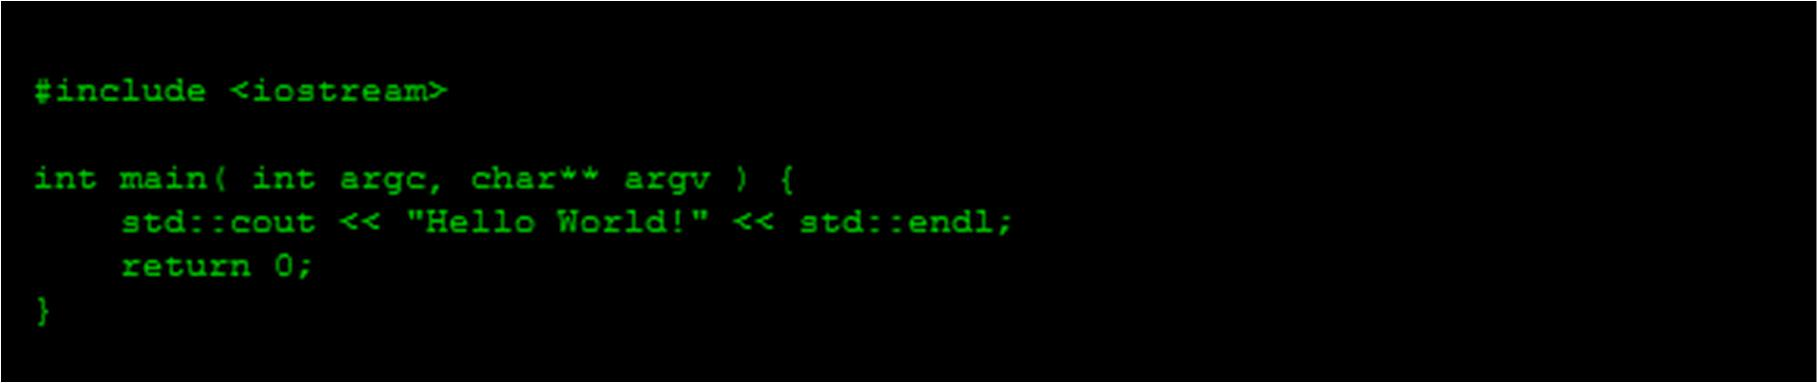 #include <iostream>
int main( int argc, char** argv ) {
    std::cout << "Hello World!" << std::endl;
    return 0;
}